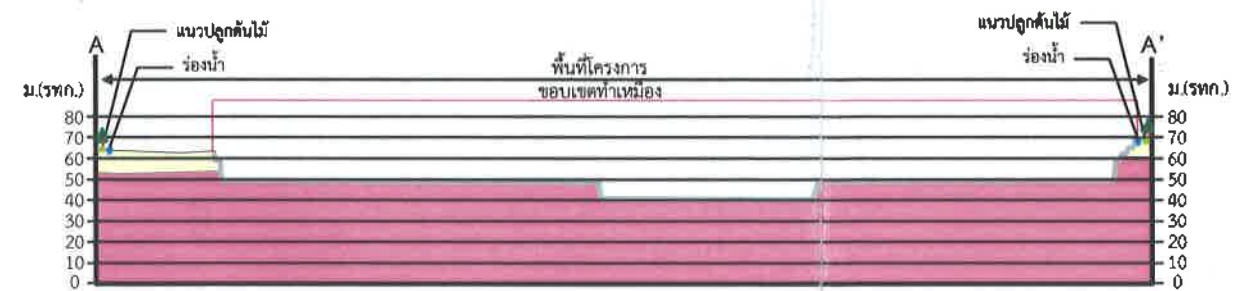 แนวปลูกต้นไม้ แนวปลูกต้นไม้
A A'
ร่องน้ำ ร่องน้ำ
พื้นที่โครงการ
ม.(รทก.) ขอบเขตทำเหมือง ม.(รทก.)
80 80
70 70
60 60
50 50
40 40
30 30
20 20
10 10
0 0